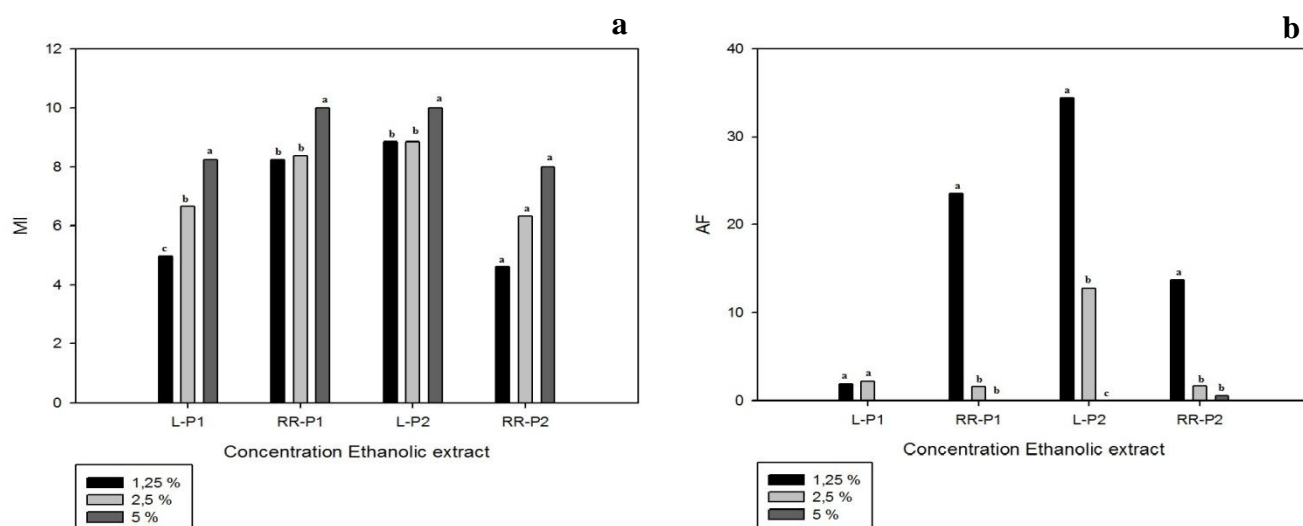 a
12
10
8
6
4
2
0
MI
c
b
a
b
b
a
b
b
a
a
a
a
L-P1
RR-P1
L-P2
RR-P2
Concentration Ethanolic extract
1,25 %
2,5 %
5 %
b
40
30
20
10
0
AF
a
a
a
b
b
a
b
c
a
b
b
L-P1
RR-P1
L-P2
RR-P2
Concentration Ethanolic extract
1,25 %
2,5 %
5 %